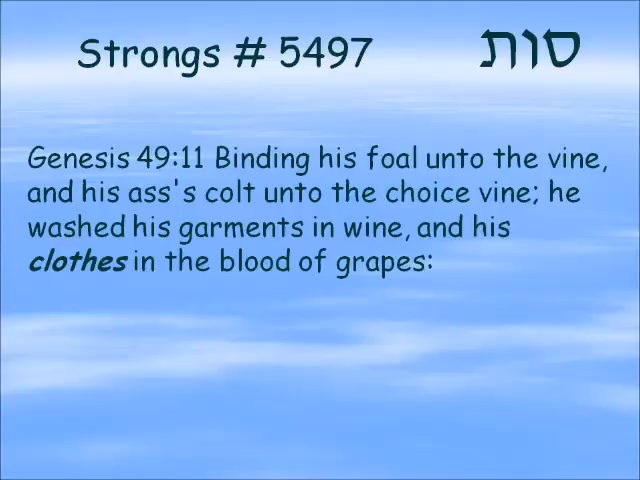 Strongs # 5497 סות
Genesis 49:11 Binding his foal unto the vine,
and his ass's colt unto the choice vine; he
washed his garments in wine, and his
clothes in the blood of grapes: